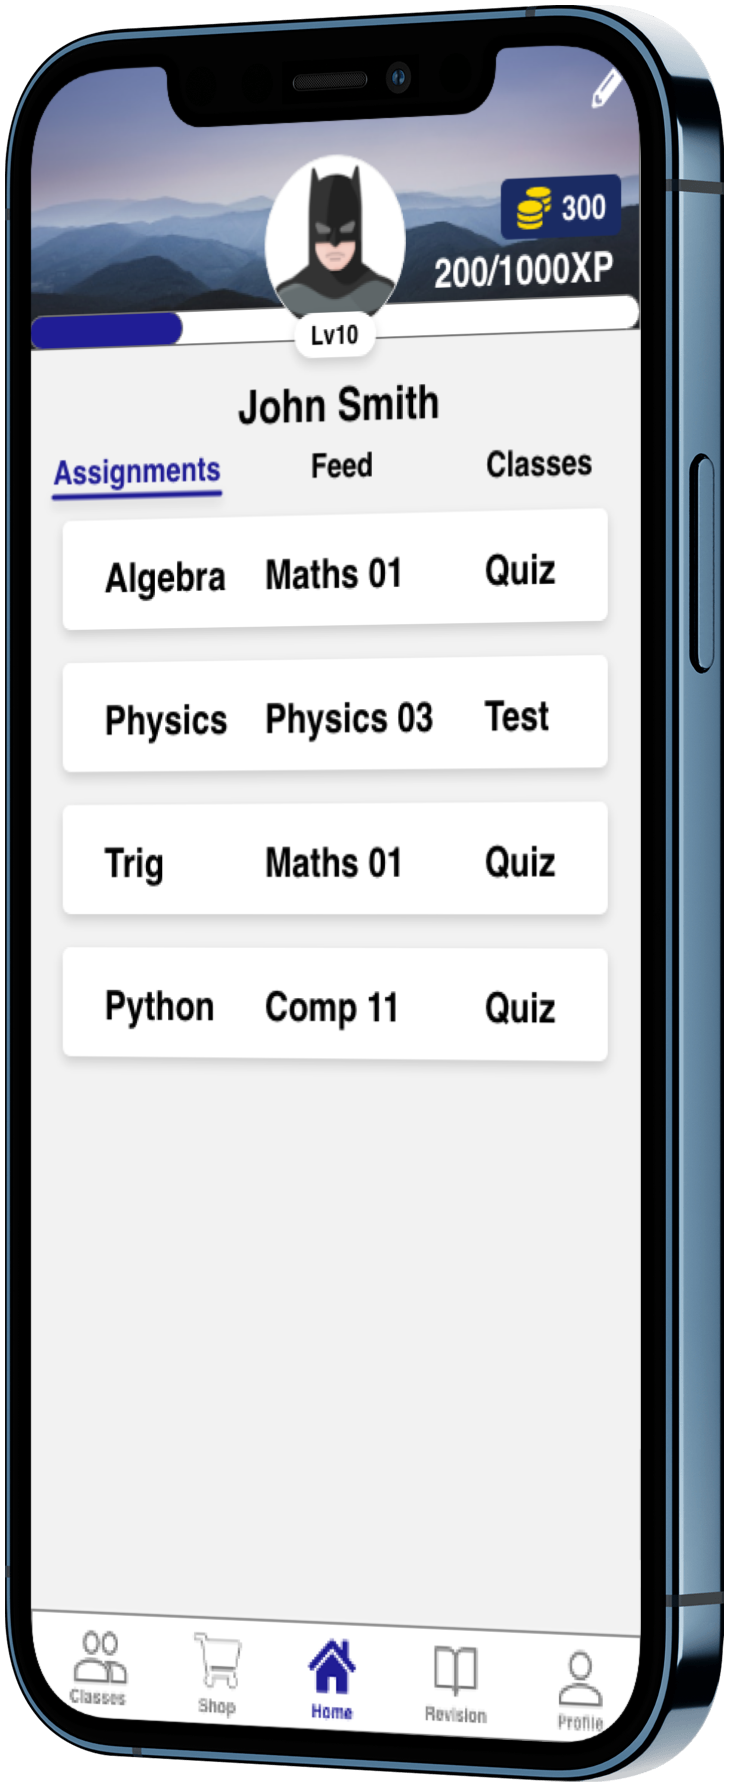 300
200/1000XP
Lv10
John Smith
Assignments Feed Classes
Algebra Maths 01 Quiz
Physics Physics 03 Test
Trig Maths 01 Quiz
Python Comp 11 Quiz
Classes Shop Home Revision Profile